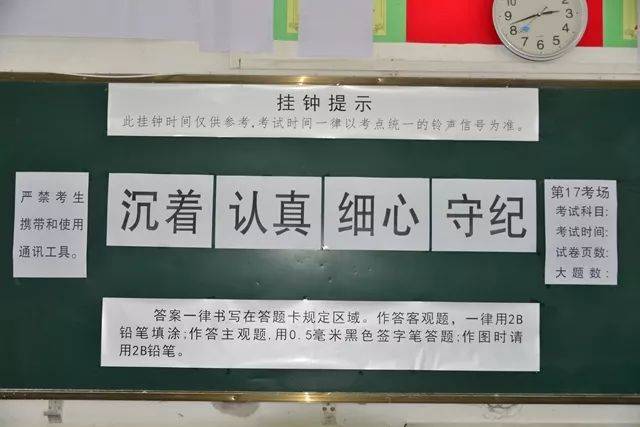 挂钟提示
此挂钟时间仅供参考,考试时间一律以考点统一的铃声信号为准。
严禁考生
携带和使用
通讯工具。
沉着 认真 细心 守纪
第17考场
考试科目:
考试时间:
试卷页数:
大题数:
答案一律书写在答题卡规定区域。作答客观题，一律用2B
铅笔填涂;作答主观题,用0.5毫米黑色签字笔答题;作图时请
用2B铅笔。